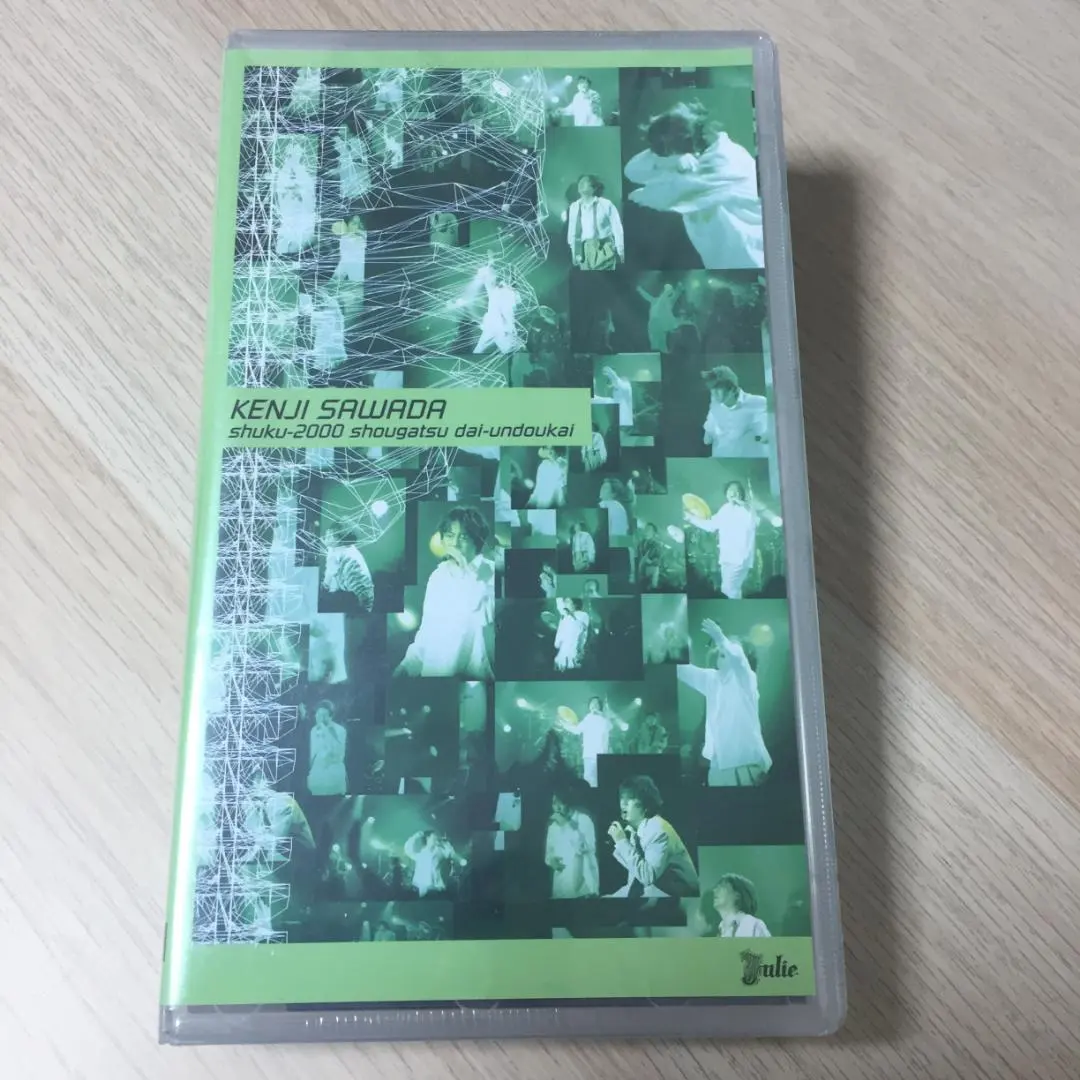 KENJI SAWADA
shuku-2000 shougatsu dai-undoukai
Julie